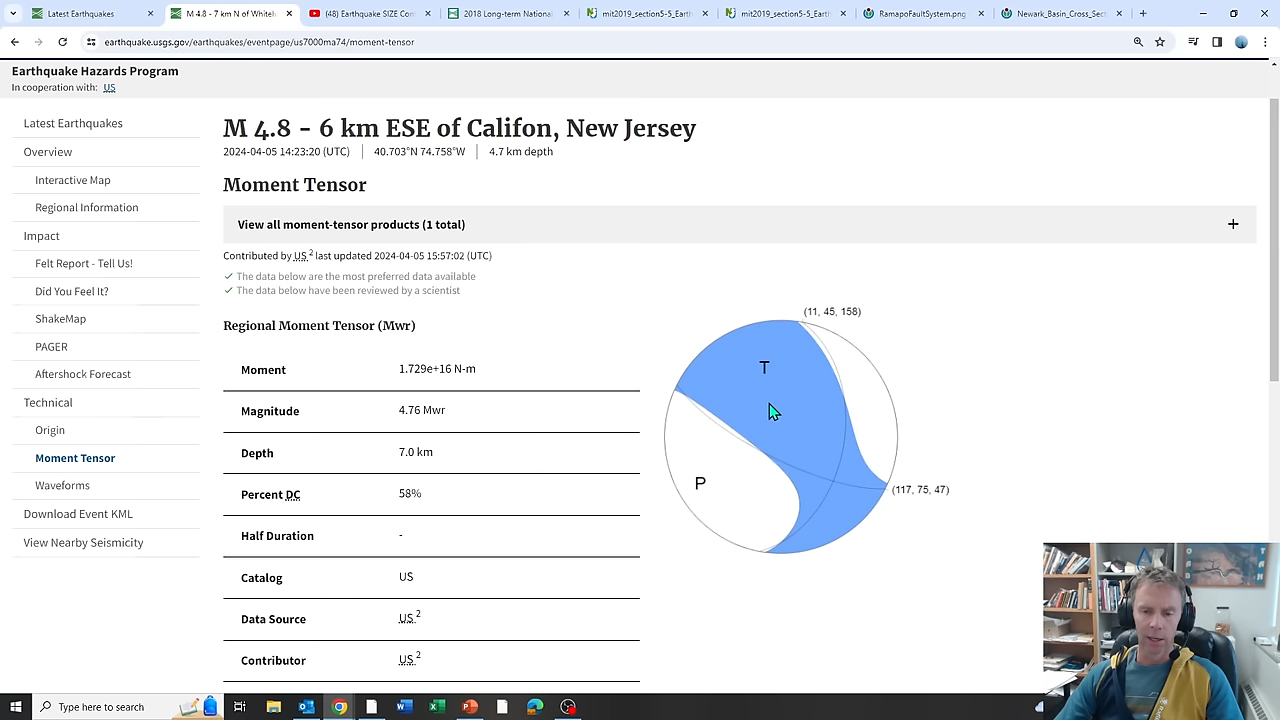 Latest Earthquakes
M 4.8 - 7 km N of Whiteh
(48) Earthquake SIZE Com
2018 Long-term National
mit2019_section5-5_Earth
mit2019_section5-5_Earth
RamapoFaultSystem.png
Newark_Basin_Cross_Sect
earthquake.usgs.gov/earthquakes/eventpage/us7000ma74/moment-tensor
Earthquake Hazards Program
In cooperation with: US
Latest Earthquakes
Overview
Interactive Map
Regional Information
Impact
Felt Report - Tell Us!
Did You Feel It?
ShakeMap
PAGER
Aftershock Forecast
Technical
Origin
Moment Tensor
Waveforms
Download Event KML
View Nearby Seismicity
M 4.8 - 6 km ESE of Califon, New Jersey
2024-04-05 14:23:20 (UTC) 40.703°N 74.758°W 4.7 km depth
Moment Tensor
View all moment-tensor products (1 total)
Contributed by US 2 last updated 2024-04-05 15:57:02 (UTC)
The data below are the most preferred data available
The data below have been reviewed by a scientist
Regional Moment Tensor (Mwr)
Moment 1.729e+16 N-m
Magnitude 4.76 Mwr
Depth 7.0 km
Percent DC 58%
Half Duration -
Catalog US
Data Source US 2
Contributor US 2
(11, 45, 158)
T
P
(117, 75, 47)
Type here to search